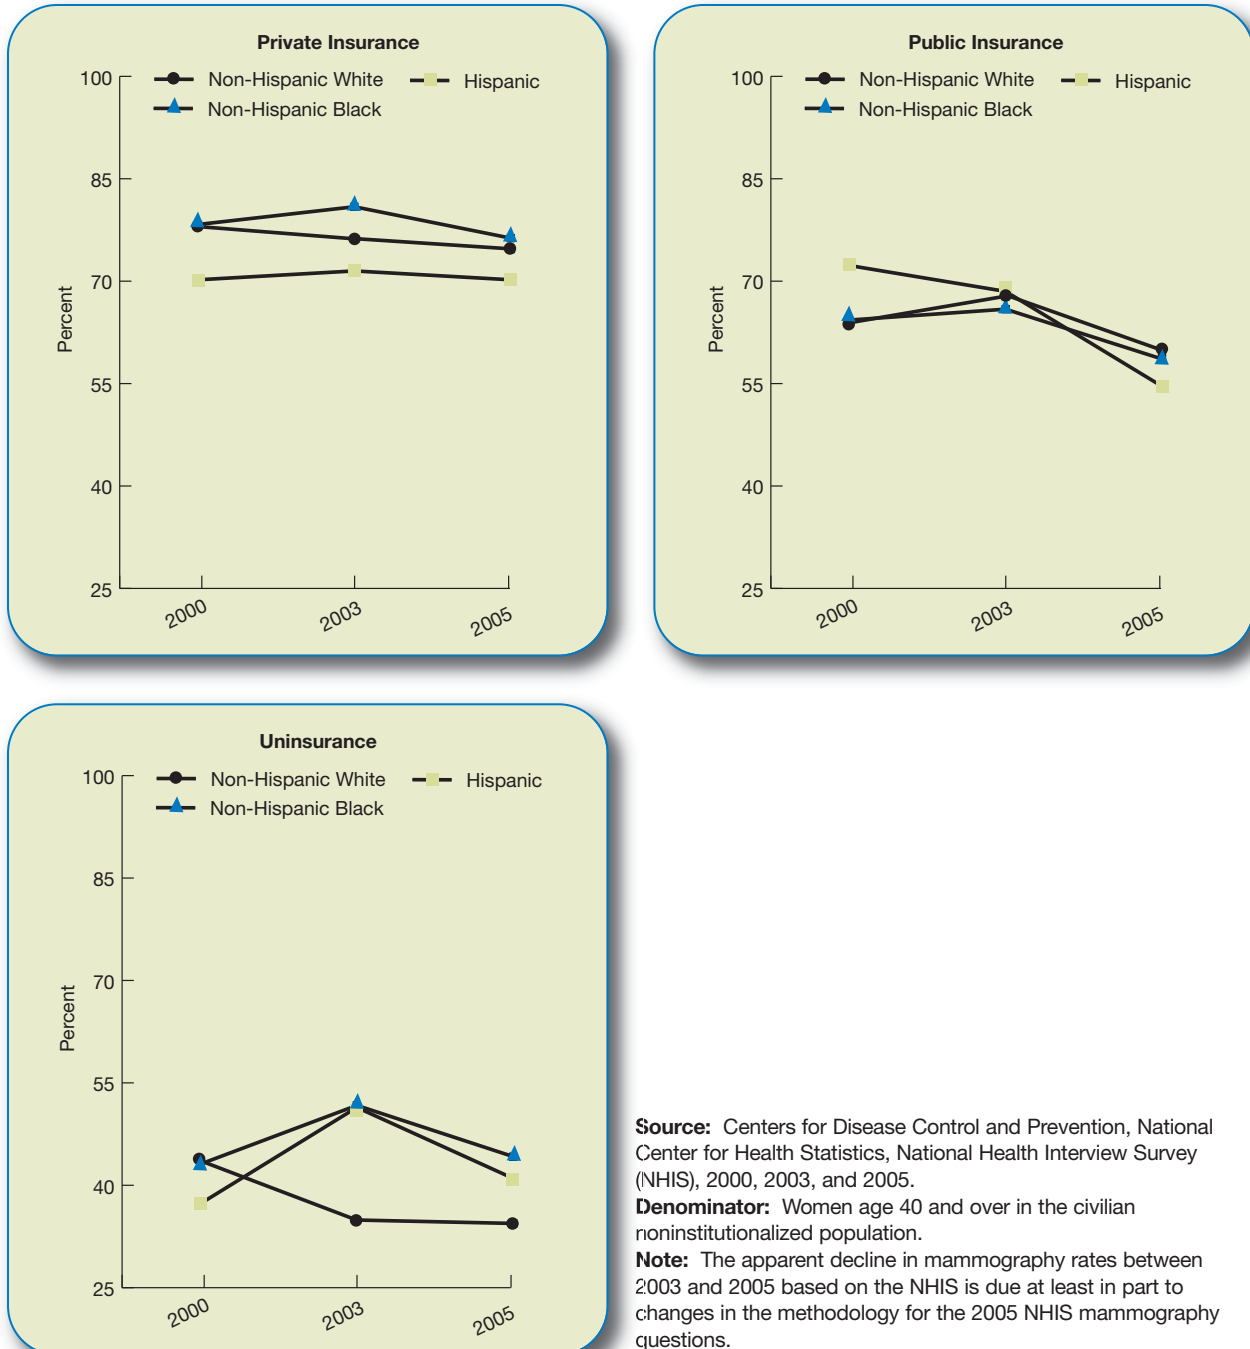 Private Insurance
Non-Hispanic White
Hispanic
Non-Hispanic Black
100
85
70
55
40
25
Percent
2000
2003
2005
Public Insurance
Non-Hispanic White
Hispanic
Non-Hispanic Black
100
85
70
55
40
25
Percent
2000
2003
2005
Uninsurance
Non-Hispanic White
Hispanic
Non-Hispanic Black
100
85
70
55
40
25
Percent
2000
2003
2005
Source: Centers for Disease Control and Prevention, National
Center for Health Statistics, National Health Interview Survey
(NHIS), 2000, 2003, and 2005.
Denominator: Women age 40 and over in the civilian
noninstitutionalized population.
Note: The apparent decline in mammography rates between
2003 and 2005 based on the NHIS is due at least in part to
changes in the methodology for the 2005 NHIS mammography
questions.